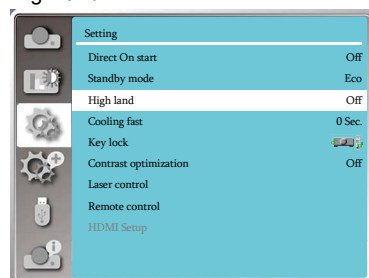 Setting
Direct On start Off
Standby mode Eco
High land Off
Cooling fast 0 Sec.
Key lock
Contrast optimization Off
Laser control
Remote control
HDMI Setup